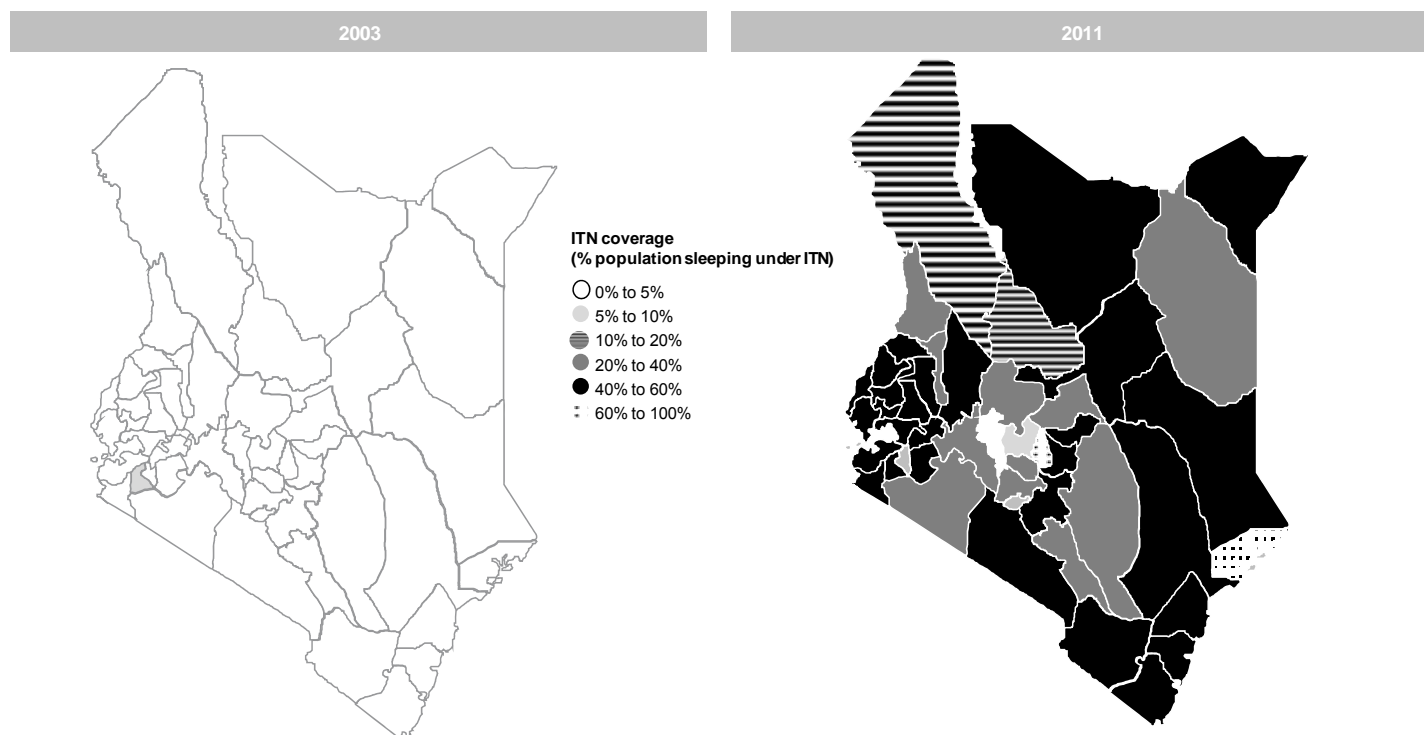 2003
2011
ITN coverage
(% population sleeping under ITN)
0% to 5%
5% to 10%
10% to 20%
20% to 40%
40% to 60%
60% to 100%